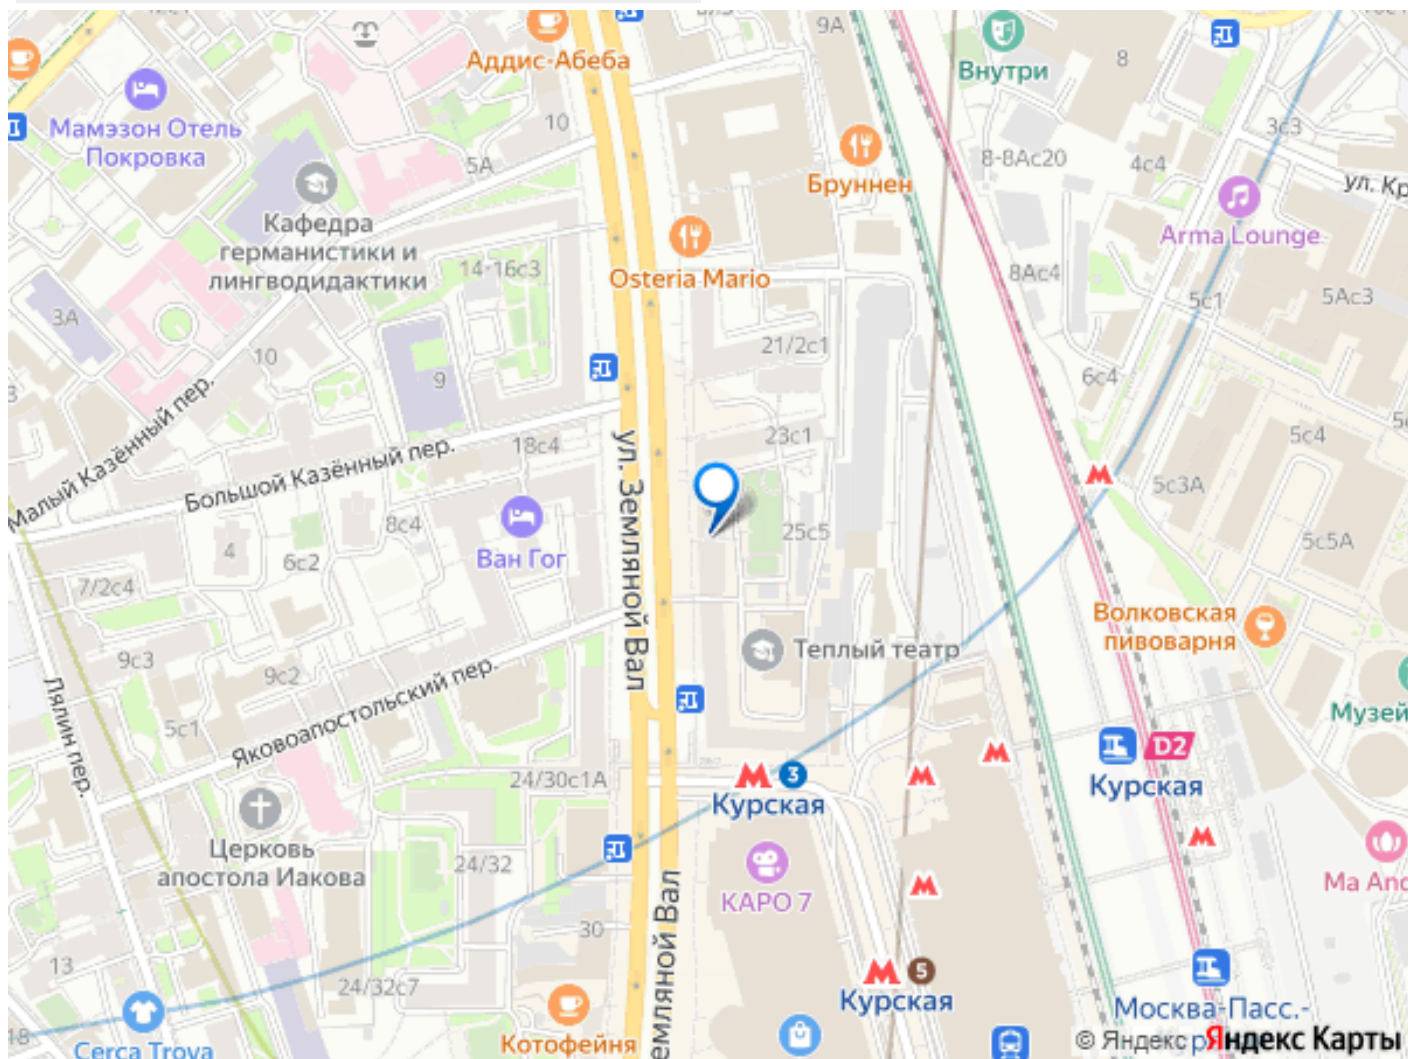 9А
Аддис-Абеба
Внутри
8
Мамэзон Отель
Покровка
10
5А
3с3
8-8Ас20
4с4
Бруннен
ул. Кр
Кафедра
германистики и
лингводидактики
14-16с3
Osteria Mario
Arma Lounge
8Ас4
5с1
5Ас3
3А
10
21/2с1
6с4
9
Малый Казённый пер.
Большой Казённый пер.
18с4
23с1
5с4
ул. Земляной Вал
5с3А
8с4
4
6с2
Ван Гог
25с5
5с5А
7/2с4
Волковская
пивоварня
9с3
9с2
Теплый театр
Лялин пер.
5с1
Яковоапостольский пер.
Музей
D2
Курская
24/30с1А
3
Курская
Церковь
апостола Иакова
24/32
КАРО 7
Ma And
Земляной Вал
30
13
24/32с7
5
Курская
18
Cerca Trova
Котофейня
Москва-Пасс.-
© Яндекс
Яндекс Карты